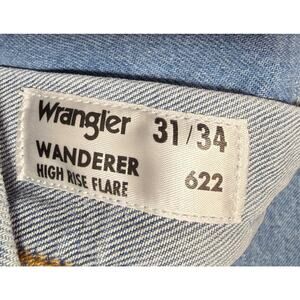 Wrangler 31/34
WANDERER
HIGH RISE FLARE 622